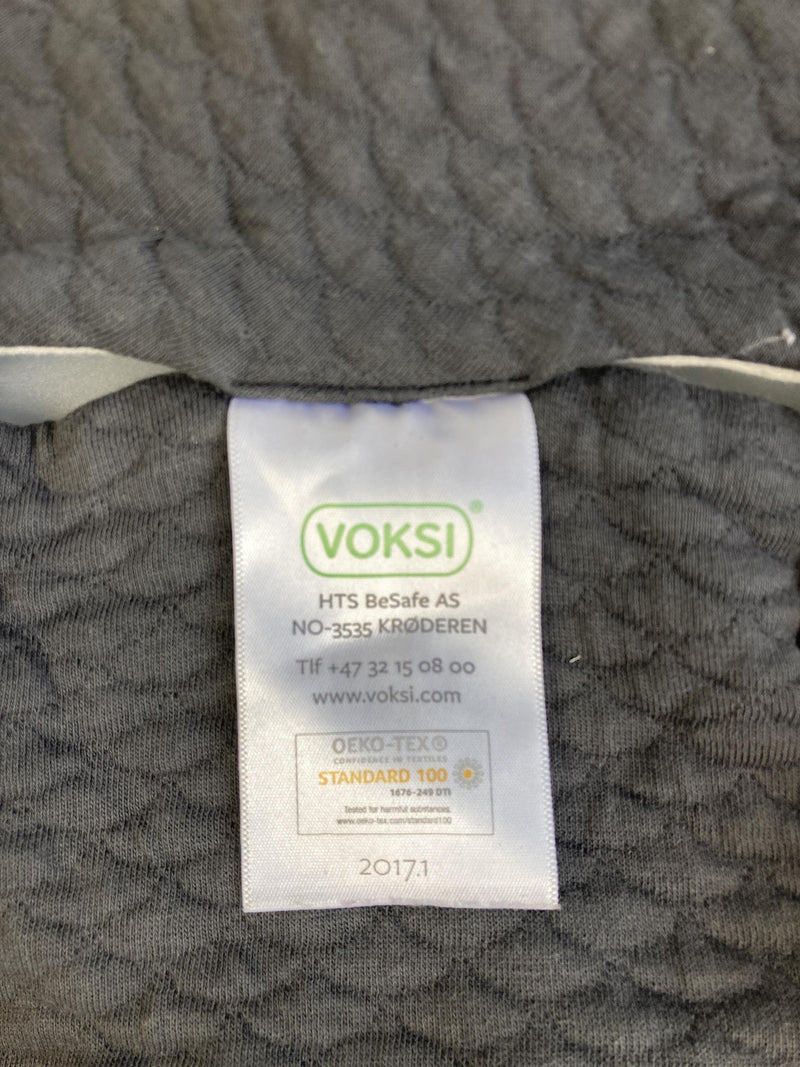 VOKSI®
HTS BeSafe AS
NO-3535 KRØDEREN
Tlf +47 32 15 08 00
www.voksi.com
OEKO-TEX®
CONFIDENCE IN TEXTILES
STANDARD 100
1676-249 DTI
Tested for harmful substances.
www.oeko-tex.com/standard100
2017.1